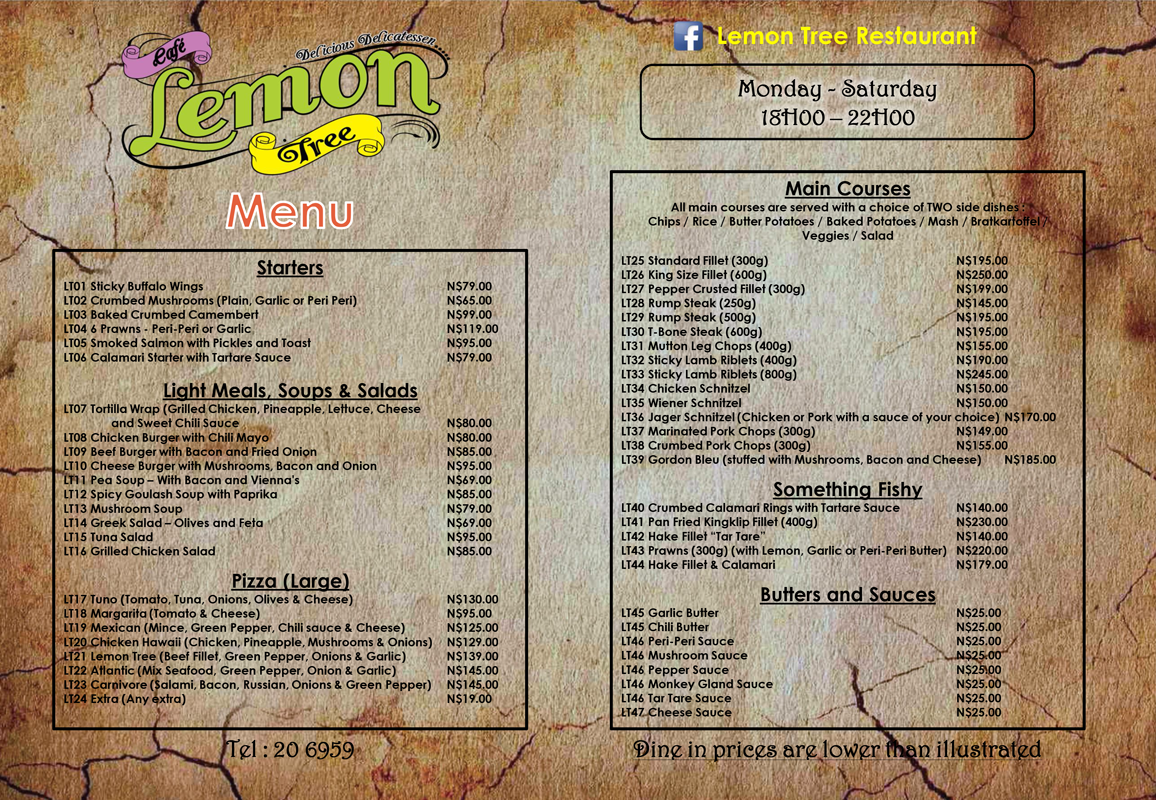 Café
Delicious Delicatessen....
Lemon
Tree
Menu
Starters
LT01 Sticky Buffalo Wings N$79.00
LT02 Crumbed Mushrooms (Plain, Garlic or Peri Peri) N$65.00
LT03 Baked Crumbed Camembert N$99.00
LT04 6 Prawns - Peri-Peri or Garlic N$119.00
LT05 Smoked Salmon with Pickles and Toast N$95.00
LT06 Calamari Starter with Tartare Sauce N$79.00
Light Meals, Soups & Salads
LT07 Tortilla Wrap (Grilled Chicken, Pineapple, Lettuce, Cheese
and Sweet Chili Sauce N$80.00
LT08 Chicken Burger with Chili Mayo N$80.00
LT09 Beef Burger with Bacon and Fried Onion N$85.00
LT10 Cheese Burger with Mushrooms, Bacon and Onion N$95.00
LT11 Pea Soup – With Bacon and Vienna's N$69.00
LT12 Spicy Goulash Soup with Paprika N$85.00
LT13 Mushroom Soup N$79.00
LT14 Greek Salad – Olives and Feta N$69.00
LT15 Tuna Salad N$95.00
LT16 Grilled Chicken Salad N$85.00
Pizza (Large)
LT17 Tuno (Tomato, Tuna, Onions, Olives & Cheese) N$130.00
LT18 Margarita (Tomato & Cheese) N$95.00
LT19 Mexican (Mince, Green Pepper, Chili sauce & Cheese) N$125.00
LT20 Chicken Hawaii (Chicken, Pineapple, Mushrooms & Onions) N$129.00
LT21 Lemon Tree (Beef Fillet, Green Pepper, Onions & Garlic) N$139.00
LT22 Atlantic (Mix Seafood, Green Pepper, Onion & Garlic) N$145.00
LT23 Carnivore (Salami, Bacon, Russian, Onions & Green Pepper) N$145.00
LT24 Extra (Any extra) N$19.00
Tel : 20 6959
f Lemon Tree Restaurant
Monday - Saturday
18H00 – 22H00
Main Courses
All main courses are served with a choice of TWO side dishes :
Chips / Rice / Butter Potatoes / Baked Potatoes / Mash / Bratkartoffel /
Veggies / Salad
LT25 Standard Fillet (300g) N$195.00
LT26 King Size Fillet (600g) N$250.00
LT27 Pepper Crusted Fillet (300g) N$199.00
LT28 Rump Steak (250g) N$145.00
LT29 Rump Steak (500g) N$195.00
LT30 T-Bone Steak (600g) N$195.00
LT31 Mutton Leg Chops (400g) N$155.00
LT32 Sticky Lamb Riblets (400g) N$190.00
LT33 Sticky Lamb Riblets (800g) N$245.00
LT34 Chicken Schnitzel N$150.00
LT35 Wiener Schnitzel N$150.00
LT36 Jager Schnitzel (Chicken or Pork with a sauce of your choice) N$170.00
LT37 Marinated Pork Chops (300g) N$149.00
LT38 Crumbed Pork Chops (300g) N$155.00
LT39 Gordon Bleu (stuffed with Mushrooms, Bacon and Cheese) N$185.00
Something Fishy
LT40 Crumbed Calamari Rings with Tartare Sauce N$140.00
LT41 Pan Fried Kingklip Fillet (400g) N$230.00
LT42 Hake Fillet "Tar Tare" N$140.00
LT43 Prawns (300g) (with Lemon, Garlic or Peri-Peri Butter) N$220.00
LT44 Hake Fillet & Calamari N$179.00
Butters and Sauces
LT45 Garlic Butter N$25.00
LT45 Chili Butter N$25.00
LT46 Peri-Peri Sauce N$25.00
LT46 Mushroom Sauce N$25.00
LT46 Pepper Sauce N$25.00
LT46 Monkey Gland Sauce N$25.00
LT46 Tar Tare Sauce N$25.00
LT47 Cheese Sauce N$25.00
Dine in prices are lower than illustrated